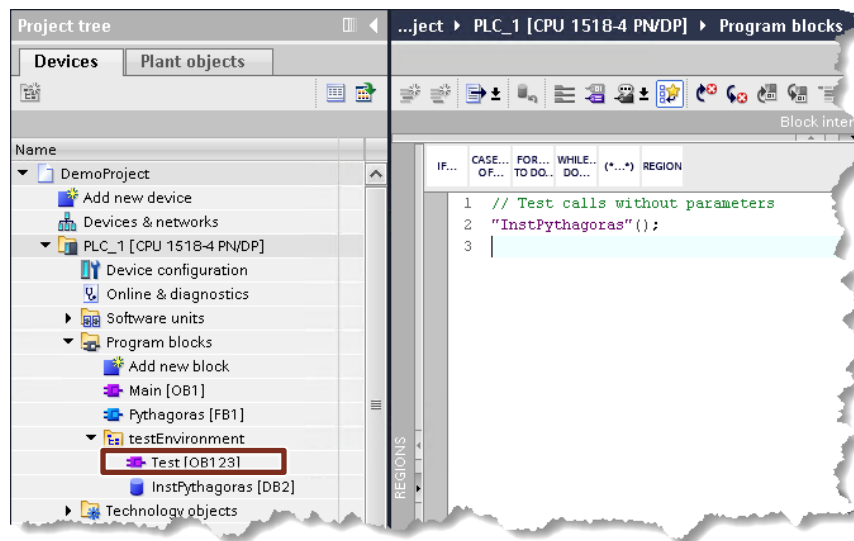 Project tree
...ject ▸ PLC_1 [CPU 1518-4 PN/DP] ▸ Program blocks
Devices
Plant objects
Block inter
Name
DemoProject
Add new device
Devices & networks
PLC_1 [CPU 1518-4 PN/DP]
Device configuration
Online & diagnostics
Software units
Program blocks
Add new block
Main [OB1]
Pythagoras [FB1]
testEnvironment
Test [OB123]
InstPythagoras [DB2]
Technology objects
IF... CASE... FOR... WHILE.. (*...*) REGION
OF... TO DO.. DO...
1 // Test calls without parameters
2 "InstPythagoras"();
3
REGIONS